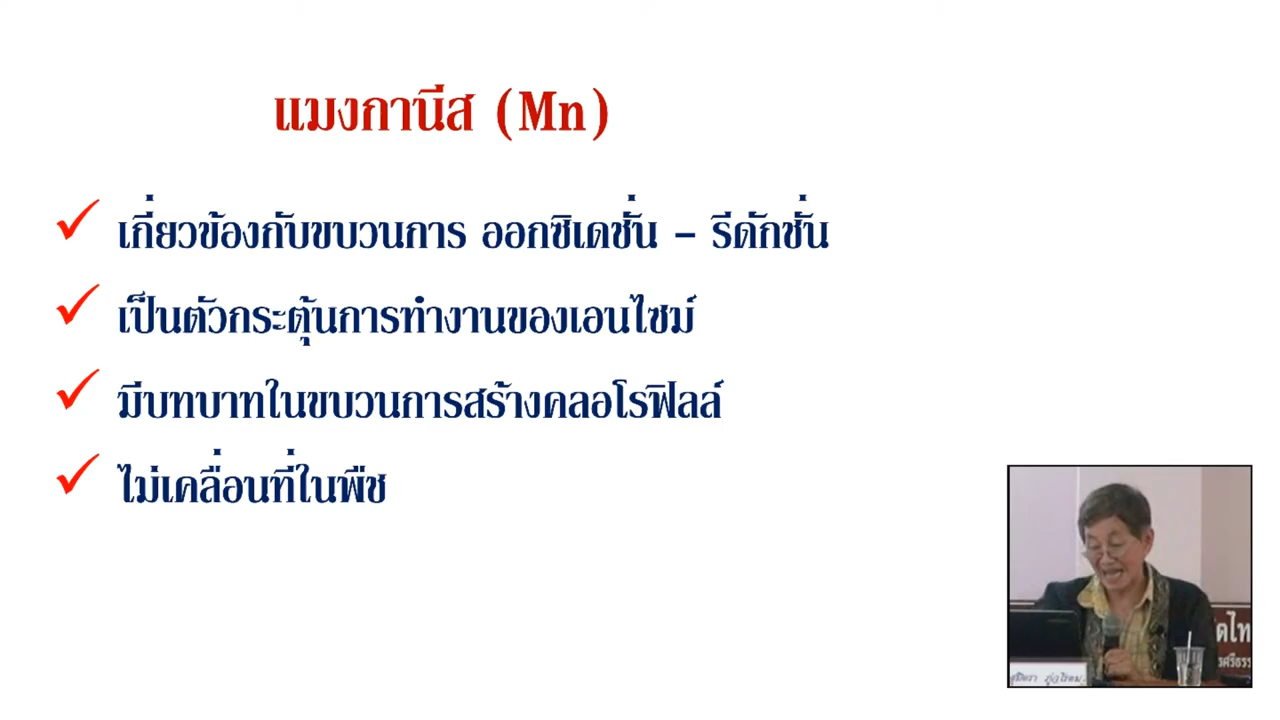 แมงกานีส (Mn)
✓ เกี่ยวข้องกับขบวนการ ออกซิเดชั่น – รีดักชั่น
✓ เป็นตัวกระตุ้นการทำงานของเอนไซม์
✓ มีบทบาทในขบวนการสร้างคลอโรฟิลล์
✓ ไม่เคลื่อนที่ในพืช
สุมิตรา